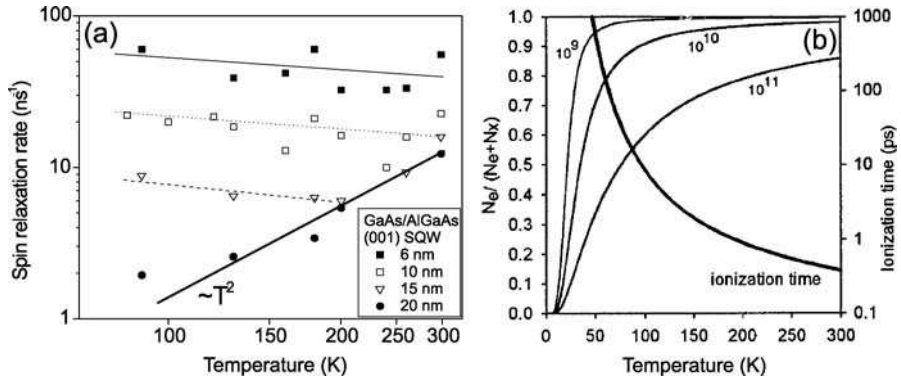 (a)
Spin relaxation rate (ns⁻¹)
100
10
1
100
150
200
250
300
Temperature (K)
~T²
GaAs/AlGaAs
(001) SQW
6 nm
10 nm
15 nm
20 nm
(b)
Ne/ (Ne+Nx)
1.0
0.9
0.8
0.7
0.6
0.5
0.4
0.3
0.2
0.1
0.0
0
50
100
150
200
250
300
Temperature (K)
10⁹
10¹⁰
10¹¹
ionization time
1000
100
10
1
0.1
Ionization time (ps)